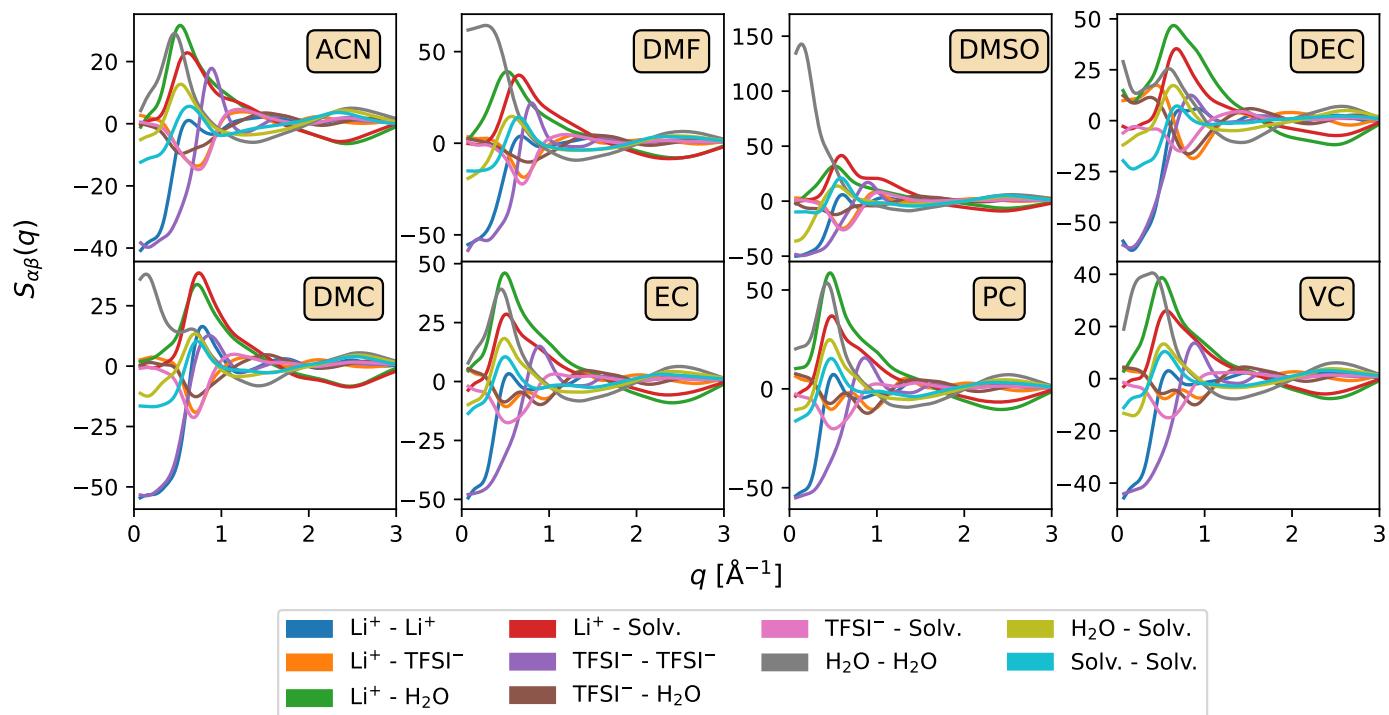 ACN
DMF
DMSO
DEC
20
0
−20
−40
50
0
−50
150
100
50
0
−50
50
25
0
−25
−50
DMC
EC
PC
VC
25
0
−25
−50
50
25
0
−25
−50
50
0
−50
40
20
0
−20
−40
0 1 2 3
0 1 2 3
0 1 2 3
0 1 2 3
S_{αβ}(q)
q [Å⁻¹]
Li⁺ - Li⁺
Li⁺ - TFSI⁻
Li⁺ - H₂O
Li⁺ - Solv.
TFSI⁻ - TFSI⁻
TFSI⁻ - H₂O
TFSI⁻ - Solv.
H₂O - H₂O
H₂O - Solv.
Solv. - Solv.